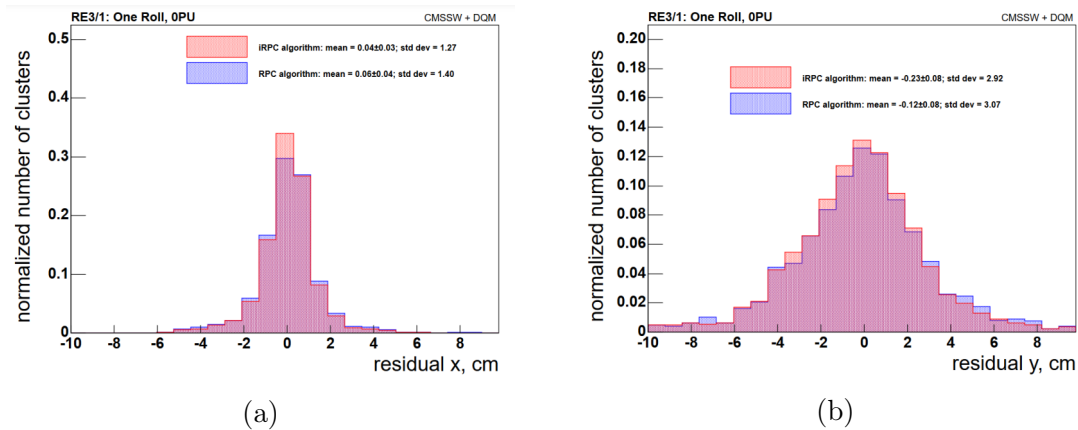 RE3/1: One Roll, 0PU
CMSSW + DQM
normalized number of clusters
0.5
0.4
0.3
0.2
0.1
0
iRPC algorithm: mean = 0.04±0.03; std dev = 1.27
RPC algorithm: mean = 0.06±0.04; std dev = 1.40
-10 -8 -6 -4 -2 0 2 4 6 8
residual x, cm
(a)
RE3/1: One Roll, 0PU
CMSSW + DQM
normalized number of clusters
0.20
0.18
0.16
0.14
0.12
0.10
0.08
0.06
0.04
0.02
0
iRPC algorithm: mean = -0.23±0.08; std dev = 2.92
RPC algorithm: mean = -0.12±0.08; std dev = 3.07
-10 -8 -6 -4 -2 0 2 4 6 8
residual y, cm
(b)